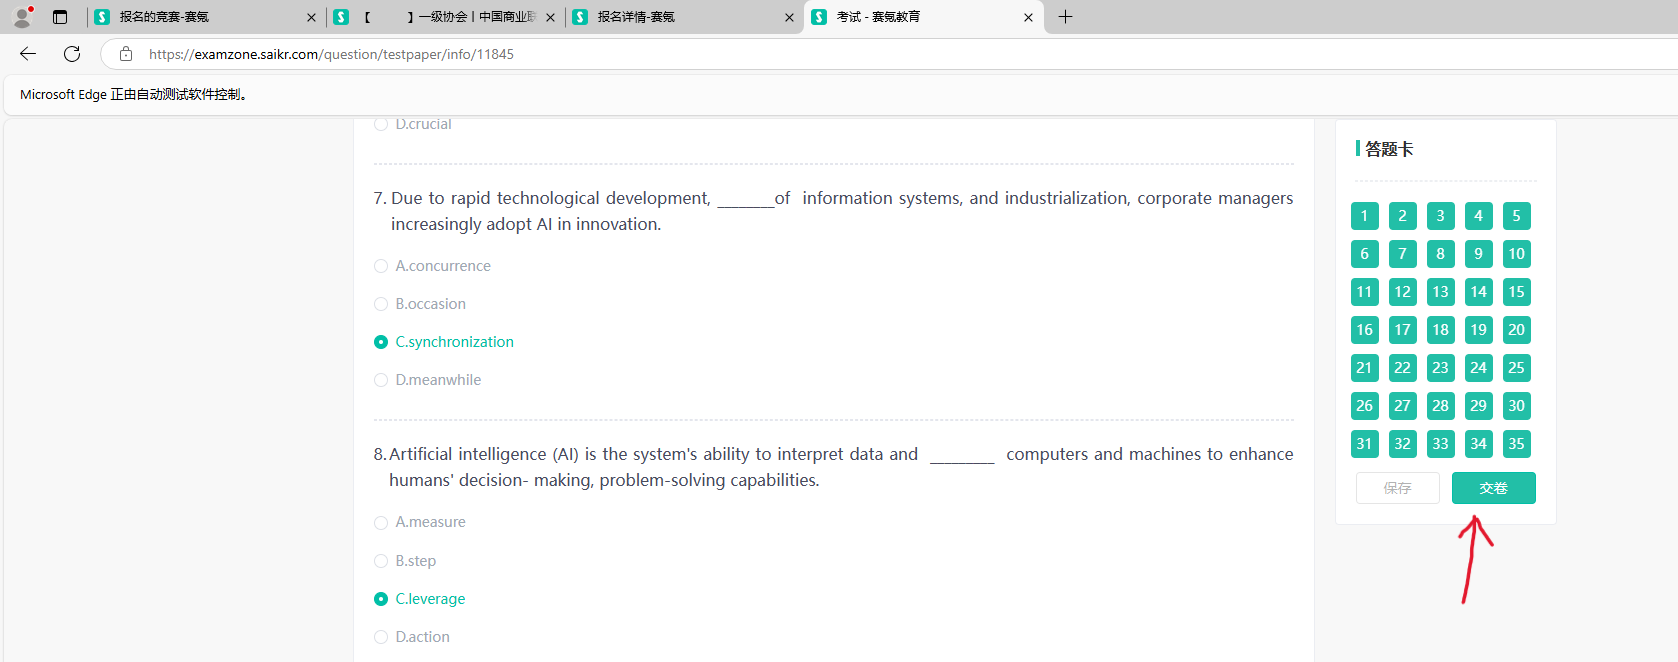 报名的竞赛-赛氪
【 】一级协会丨中国商业联
报名详情-赛氪
考试 - 赛氪教育
https://examzone.saikr.com/question/testpaper/info/11845
Microsoft Edge 正由自动测试软件控制。
D.crucial
7. Due to rapid technological development, ________of information systems, and industrialization, corporate managers
increasingly adopt AI in innovation.
A.concurrence
B.occasion
C.synchronization
D.meanwhile
8. Artificial intelligence (AI) is the system's ability to interpret data and _________ computers and machines to enhance
humans' decision- making, problem-solving capabilities.
A.measure
B.step
C.leverage
D.action
答题卡
1 2 3 4 5
6 7 8 9 10
11 12 13 14 15
16 17 18 19 20
21 22 23 24 25
26 27 28 29 30
31 32 33 34 35
保存 交卷